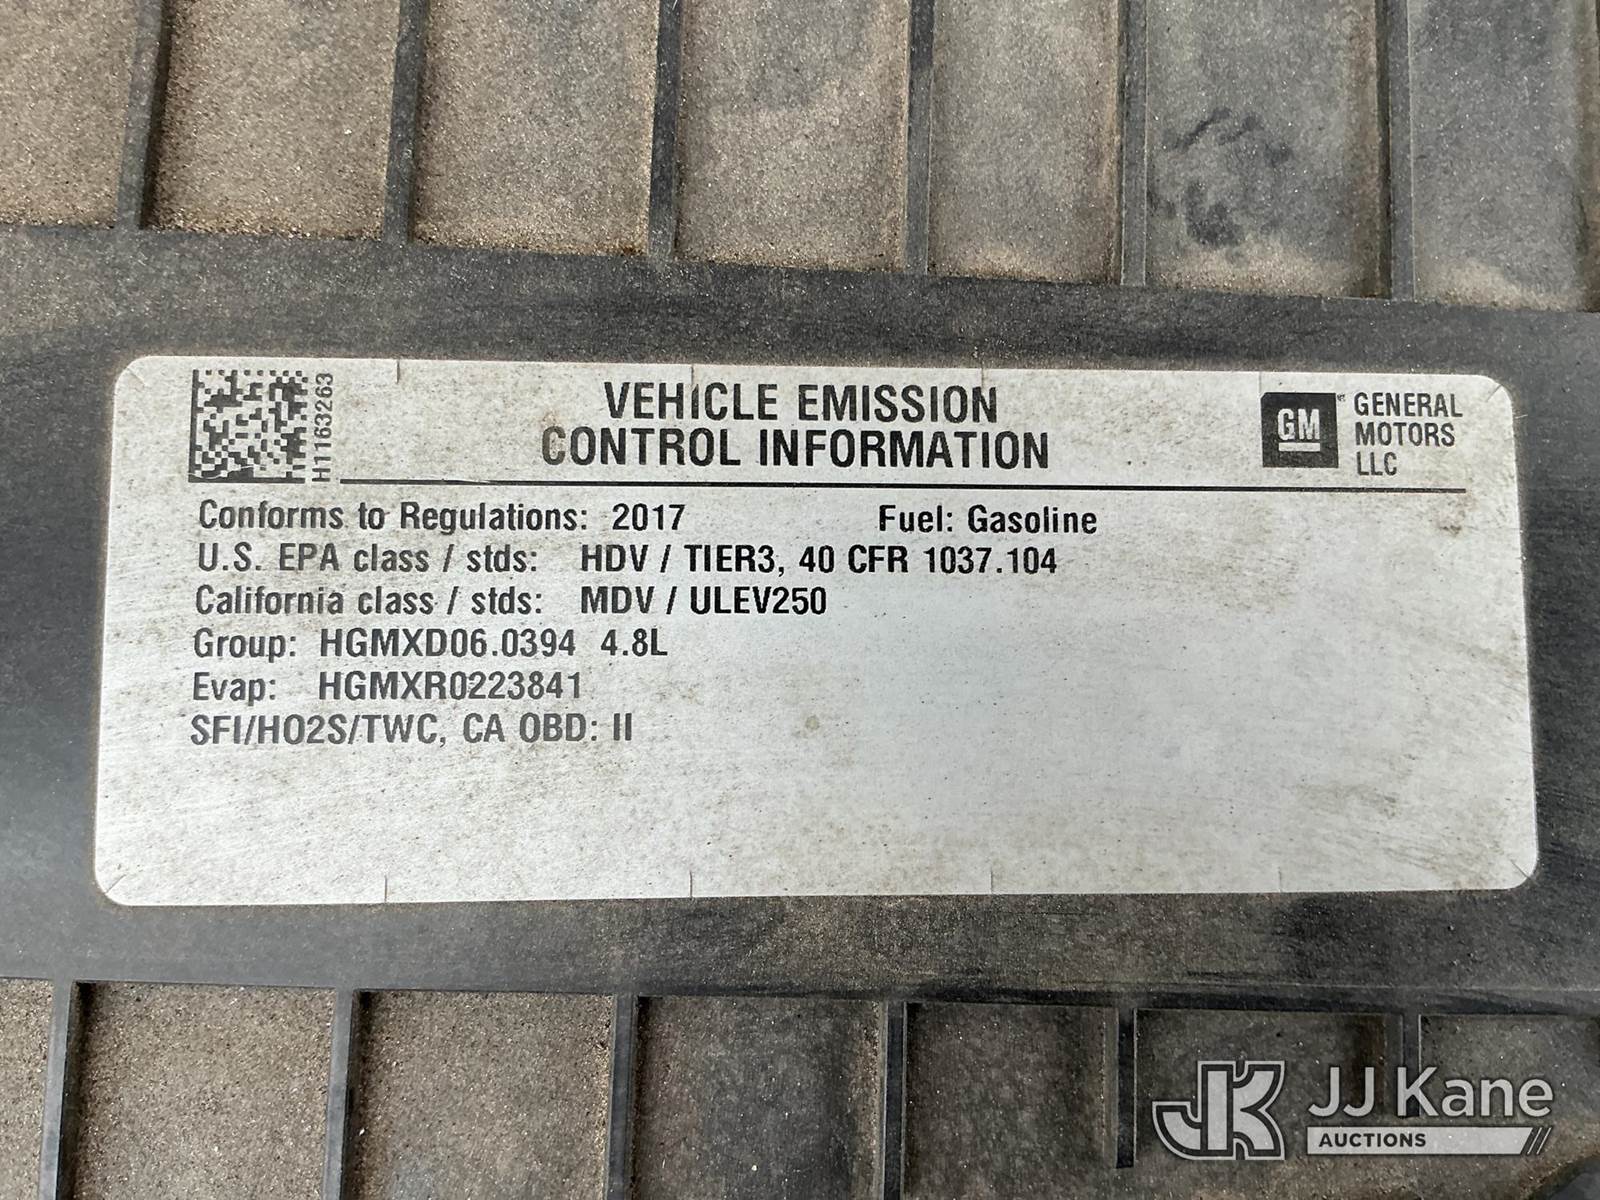 H1163263
VEHICLE EMISSION
CONTROL INFORMATION
GM
GENERAL
MOTORS
LLC
Conforms to Regulations: 2017 Fuel: Gasoline
U.S. EPA class / stds: HDV / TIER3, 40 CFR 1037.104
California class / stds: MDV / ULEV250
Group: HGMXD06.0394 4.8L
Evap: HGMXR0223841
SFI/HO2S/TWC, CA OBD: II
JK
JJ Kane
AUCTIONS